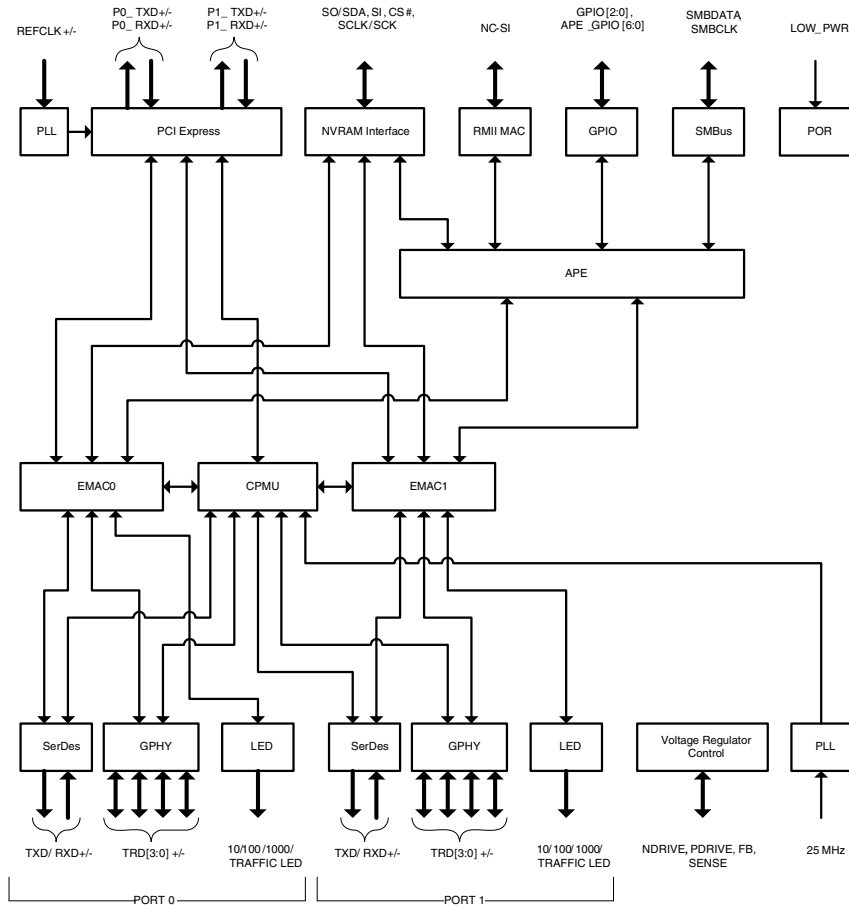 P0_ TXD+/-
P0_ RXD+/-
P1_ TXD+/-
P1_ RXD+/-
SO/SDA, SI, CS#,
SCLK/SCK
GPIO [2:0] ,
APE _GPIO [6:0]
SMBDATA,
SMBCLK
REFCLK +/-
NC-SI
LOW_ PWR
PLL
PCI Express
NVRAM Interface
RMII MAC
GPIO
SMBus
POR
APE
EMAC0
CPMU
EMAC1
SerDes
GPHY
LED
SerDes
GPHY
LED
Voltage Regulator
Control
PLL
TXD/ RXD+/-
TRD[3:0] +/-
10/100 /1000/
TRAFFIC LED
TXD/ RXD+/-
TRD[3:0] +/-
10/ 100/ 1000/
TRAFFIC LED
NDRIVE, PDRIVE, FB,
SENSE
25 MHz
PORT 0
PORT 1